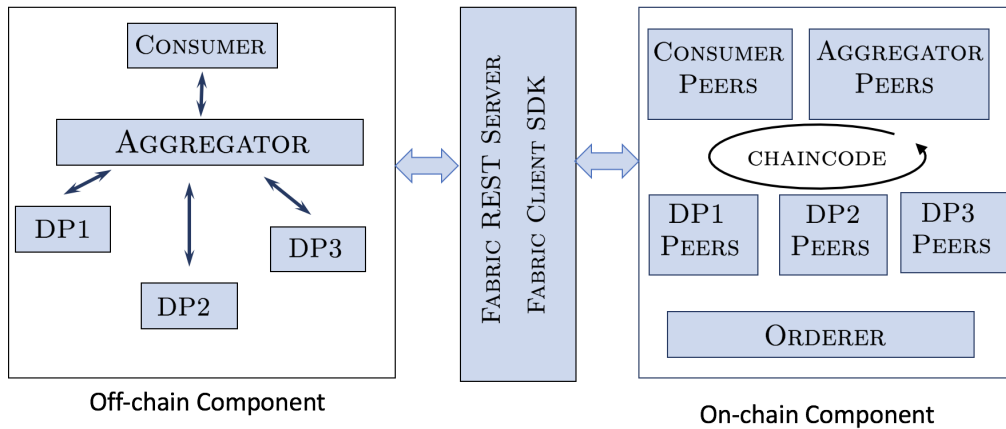 CONSUMER
AGGREGATOR
DP1
DP2
DP3
Off-chain Component
FABRIC REST SERVER
FABRIC CLIENT SDK
CONSUMER
PEERS
AGGREGATOR
PEERS
CHAINCODE
DP1
PEERS
DP2
PEERS
DP3
PEERS
ORDERER
On-chain Component